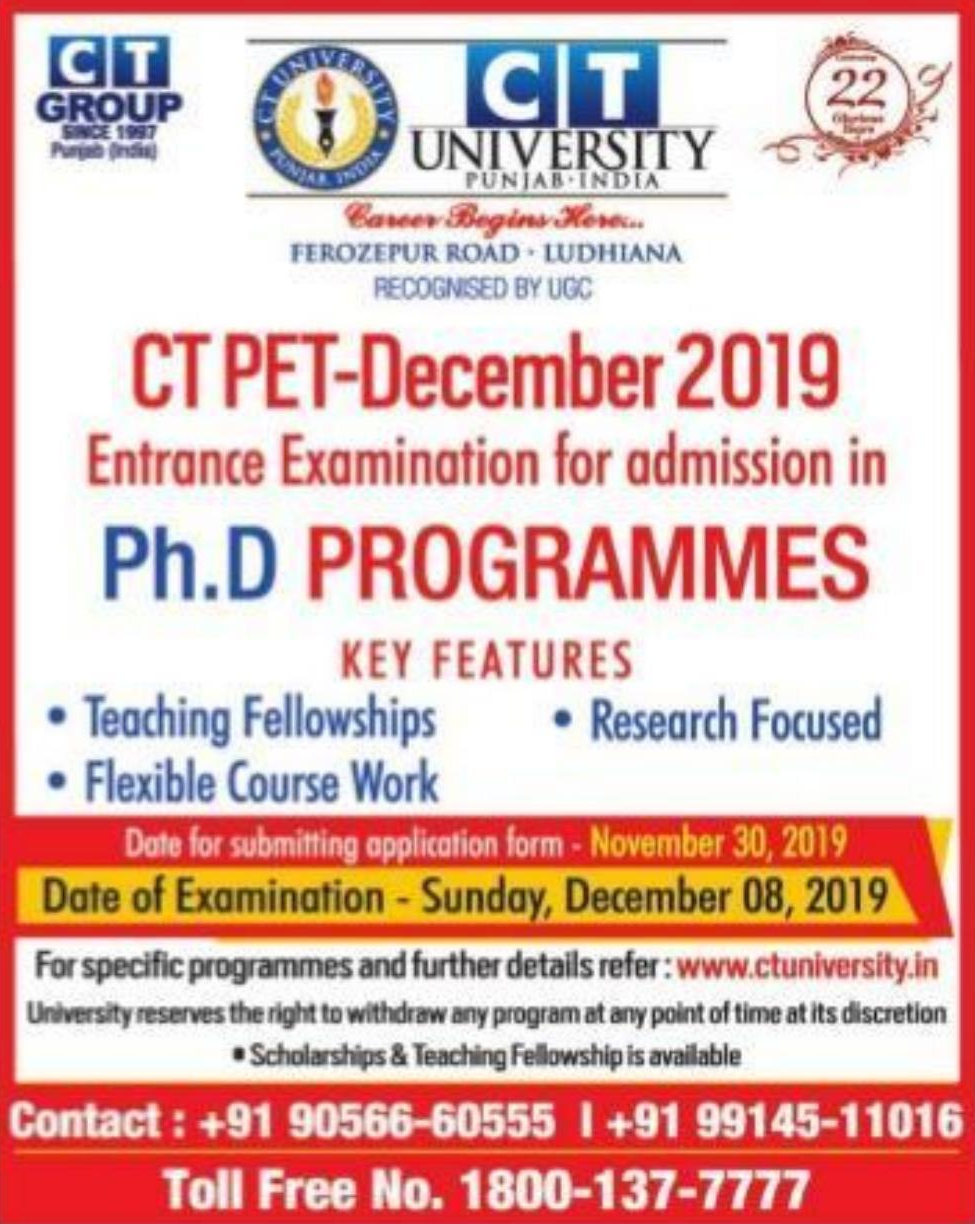 CT
GROUP
SINCE 1997
Punjab (India)
CT UNIVERSITY
PUNJAB, INDIA
CT
UNIVERSITY
PUNJAB·INDIA
22
Glorious
Years
Career Begins Here...
FEROZEPUR ROAD · LUDHIANA
RECOGNISED BY UGC
CT PET-December 2019
Entrance Examination for admission in
Ph.D PROGRAMMES
KEY FEATURES
• Teaching Fellowships
• Research Focused
• Flexible Course Work
Date for submitting application form - November 30, 2019
Date of Examination - Sunday, December 08, 2019
For specific programmes and further details refer : www.ctuniversity.in
University reserves the right to withdraw any program at any point of time at its discretion
• Scholarships & Teaching Fellowship is available
Contact : +91 90566-60555 | +91 99145-11016
Toll Free No. 1800-137-7777